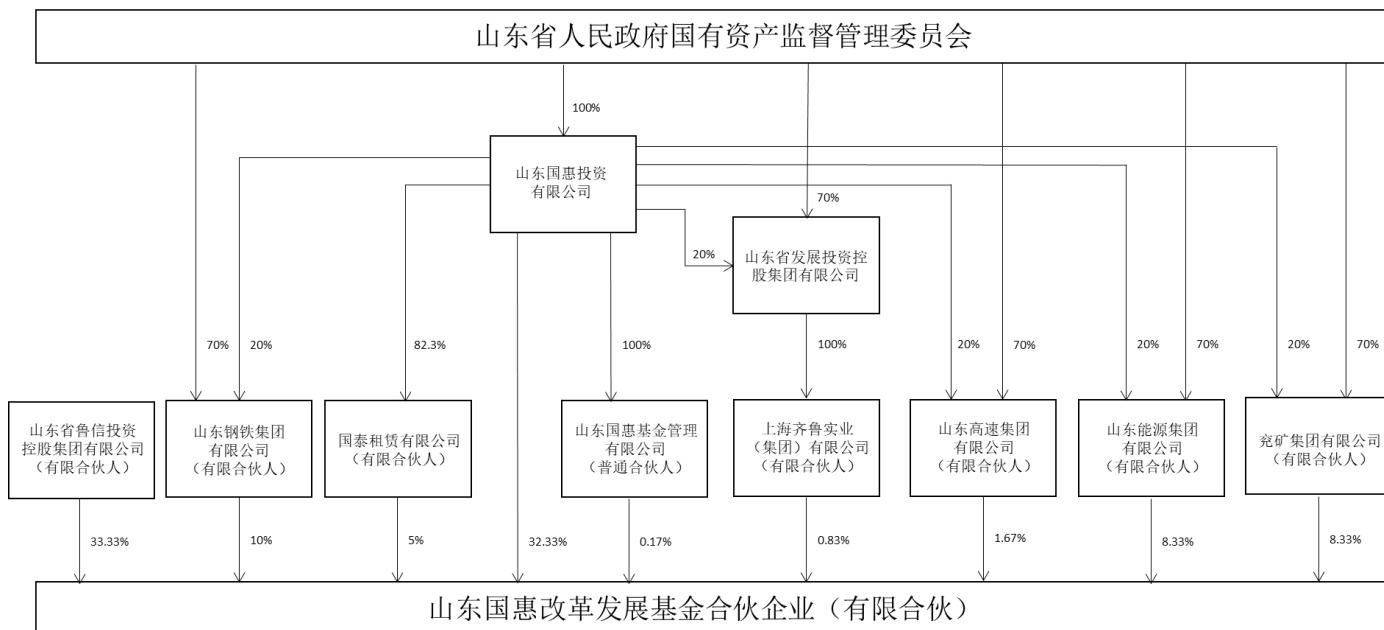 山东省人民政府国有资产监督管理委员会
100%
山东国惠投资
有限公司
70%
20%
山东省发展投资控
股集团有限公司
70%
20%
82.3%
100%
100%
20%
70%
20%
70%
20%
70%
山东省鲁信投资
控股集团有限公司
（有限合伙人）
山东钢铁集团
有限公司
（有限合伙人）
国泰租赁有限公司
（有限合伙人）
山东国惠基金管理
有限公司
（普通合伙人）
上海齐鲁实业
（集团）有限公司
（有限合伙人）
山东高速集团
有限公司
（有限合伙人）
山东能源集团
有限公司
（有限合伙人）
兖矿集团有限公司
（有限合伙人）
33.33%
10%
5%
32.33%
0.17%
0.83%
1.67%
8.33%
8.33%
山东国惠改革发展基金合伙企业（有限合伙）